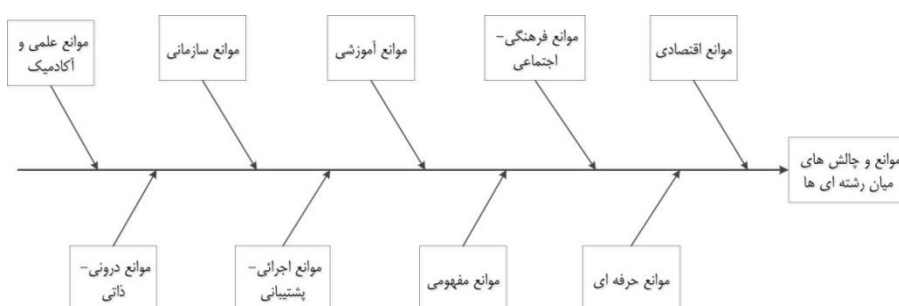 موانع اقتصادی
موانع فرهنگی-
اجتماعی
موانع آموزشی
موانع سازمانی
موانع علمی و
آکادمیک
موانع و چالش های
میان رشته ای ها
موانع حرفه ای
موانع مفهومی
موانع اجرائی-
پشتیبانی
موانع درونی-
ذاتی